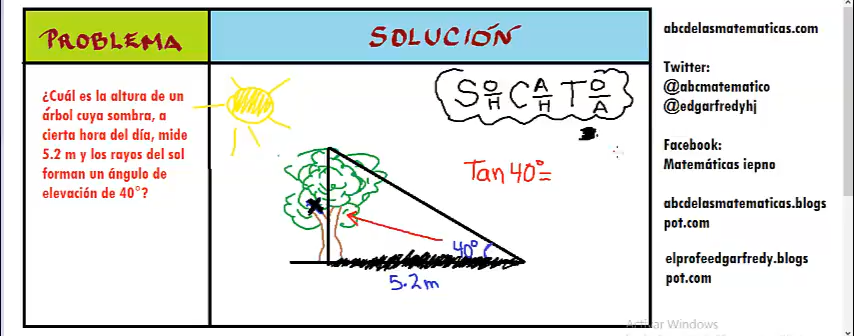 PROBLEMA
SOLUCIÓN
¿Cuál es la altura de un
árbol cuya sombra, a
cierta hora del día, mide
5.2 m y los rayos del sol
forman un ángulo de
elevación de 40°?
S O/H C A/H T O/A
Tan 40° =
x
40°
5.2 m
abcdelasmatematicas.com
Twitter:
@abcmatematico
@edgarfredyhj
Facebook:
Matemáticas iepno
abcdelasmatematicas.blogs
pot.com
elprofeedgarfredy.blogs
pot.com
Activar Windows